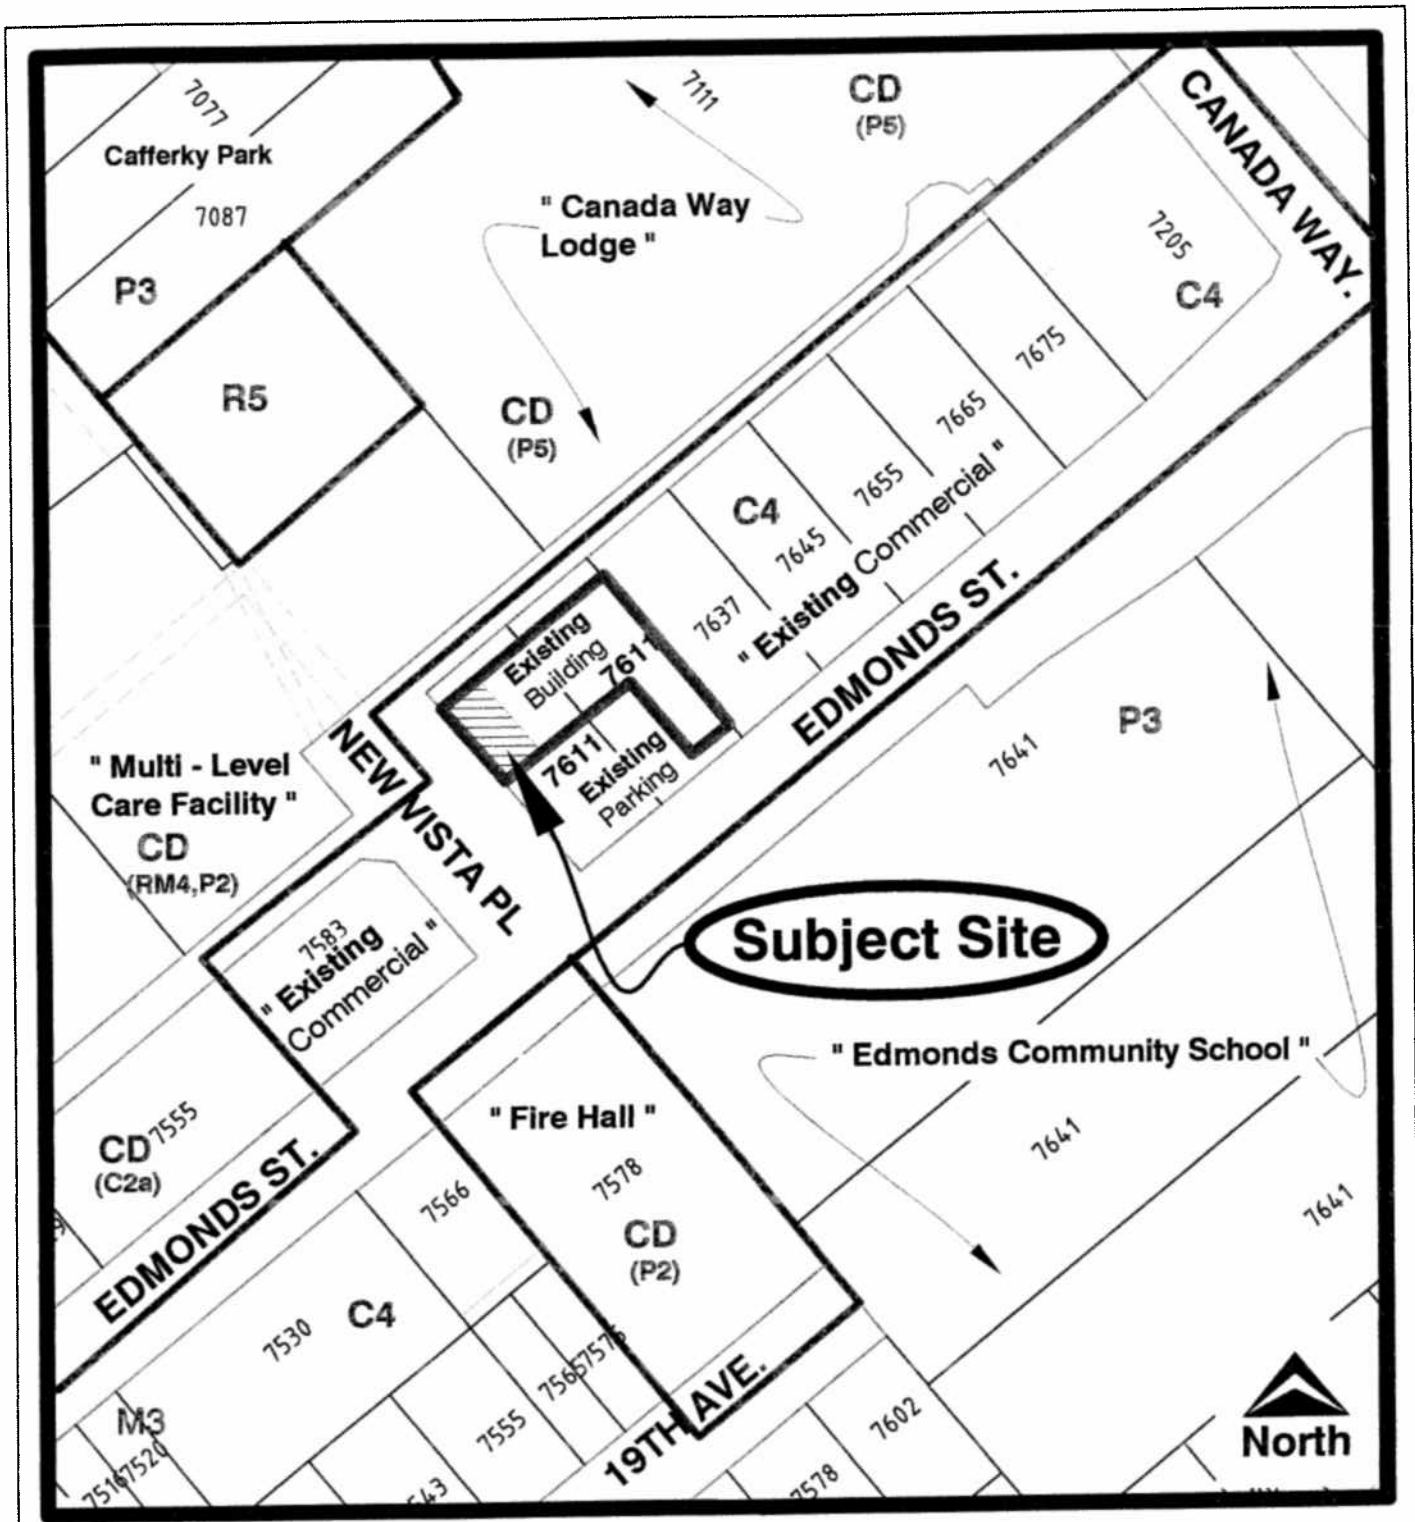 7077
7111
CD
(P5)
CANADA WAY.
Cafferky Park
7087
" Canada Way
Lodge "
7205
C4
P3
R5
7675
CD
(P5)
7665
7655
C4
7645
7637
" Existing Commercial "
EDMONDS ST.
Existing
Building
7611
7611
Existing
Parking
NEW VISTA PL
" Multi - Level
Care Facility "
CD
(RM4,P2)
P3
7641
7583
" Existing
Commercial "
Subject Site
" Edmonds Community School "
" Fire Hall "
7578
CD
(P2)
7555
CD
(C2a)
EDMONDS ST.
7566
7641
7641
7530
C4
7565
7575
7555
19TH AVE.
7602
M3
7520
7516
7578
North